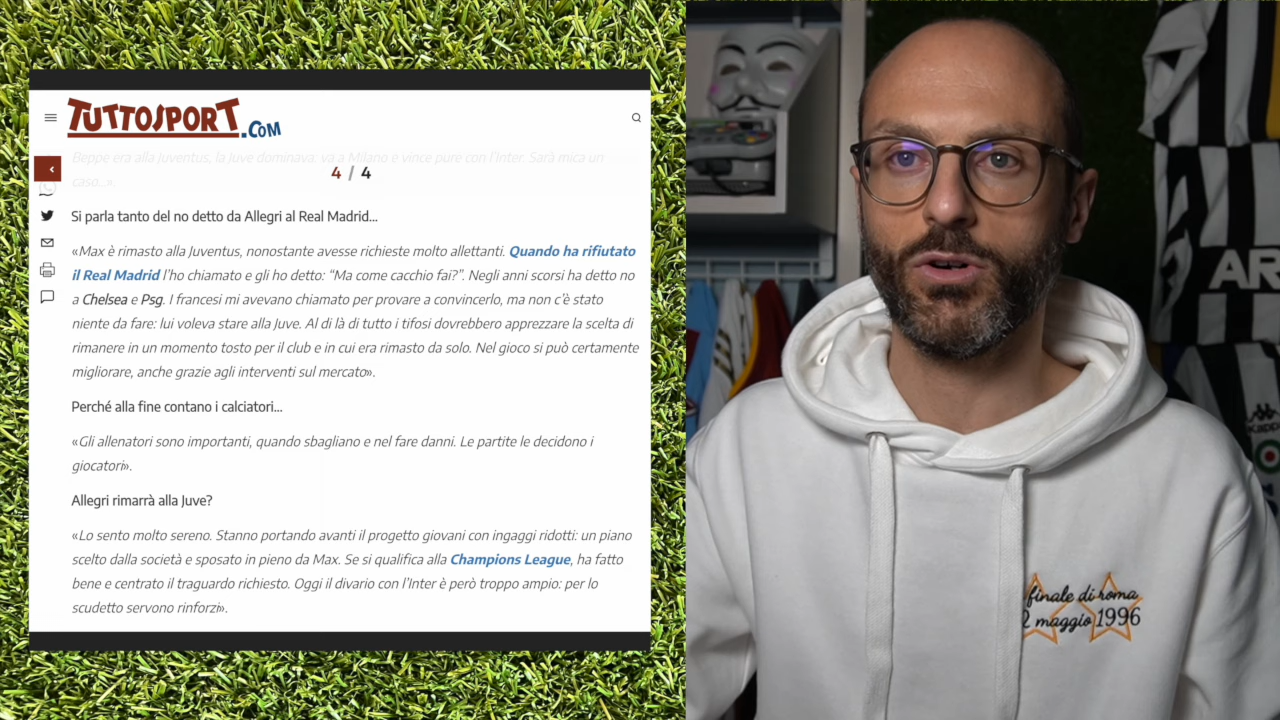 TUTTOSPORT.COM
Beppe era alla Juventus, la Juve dominava: va a Milano e vince pure con l'Inter. Sarà mica un
caso...».
4 / 4
Si parla tanto del no detto da Allegri al Real Madrid...
«Max è rimasto alla Juventus, nonostante avesse richieste molto allettanti. Quando ha rifiutato
il Real Madrid l'ho chiamato e gli ho detto: "Ma come cacchio fai?". Negli anni scorsi ha detto no
a Chelsea e Psg. I francesi mi avevano chiamato per provare a convincerlo, ma non c'è stato
niente da fare: lui voleva stare alla Juve. Al di là di tutto i tifosi dovrebbero apprezzare la scelta di
rimanere in un momento tosto per il club e in cui era rimasto da solo. Nel gioco si può certamente
migliorare, anche grazie agli interventi sul mercato».
Perché alla fine contano i calciatori...
«Gli allenatori sono importanti, quando sbagliano e nel fare danni. Le partite le decidono i
giocatori».
Allegri rimarrà alla Juve?
«Lo sento molto sereno. Stanno portando avanti il progetto giovani con ingaggi ridotti: un piano
scelto dalla società e sposato in pieno da Max. Se si qualifica alla Champions League, ha fatto
bene e centrato il traguardo richiesto. Oggi il divario con l'Inter è però troppo ampio: per lo
scudetto servono rinforzi».
finale di roma
2 maggio 1996
AR